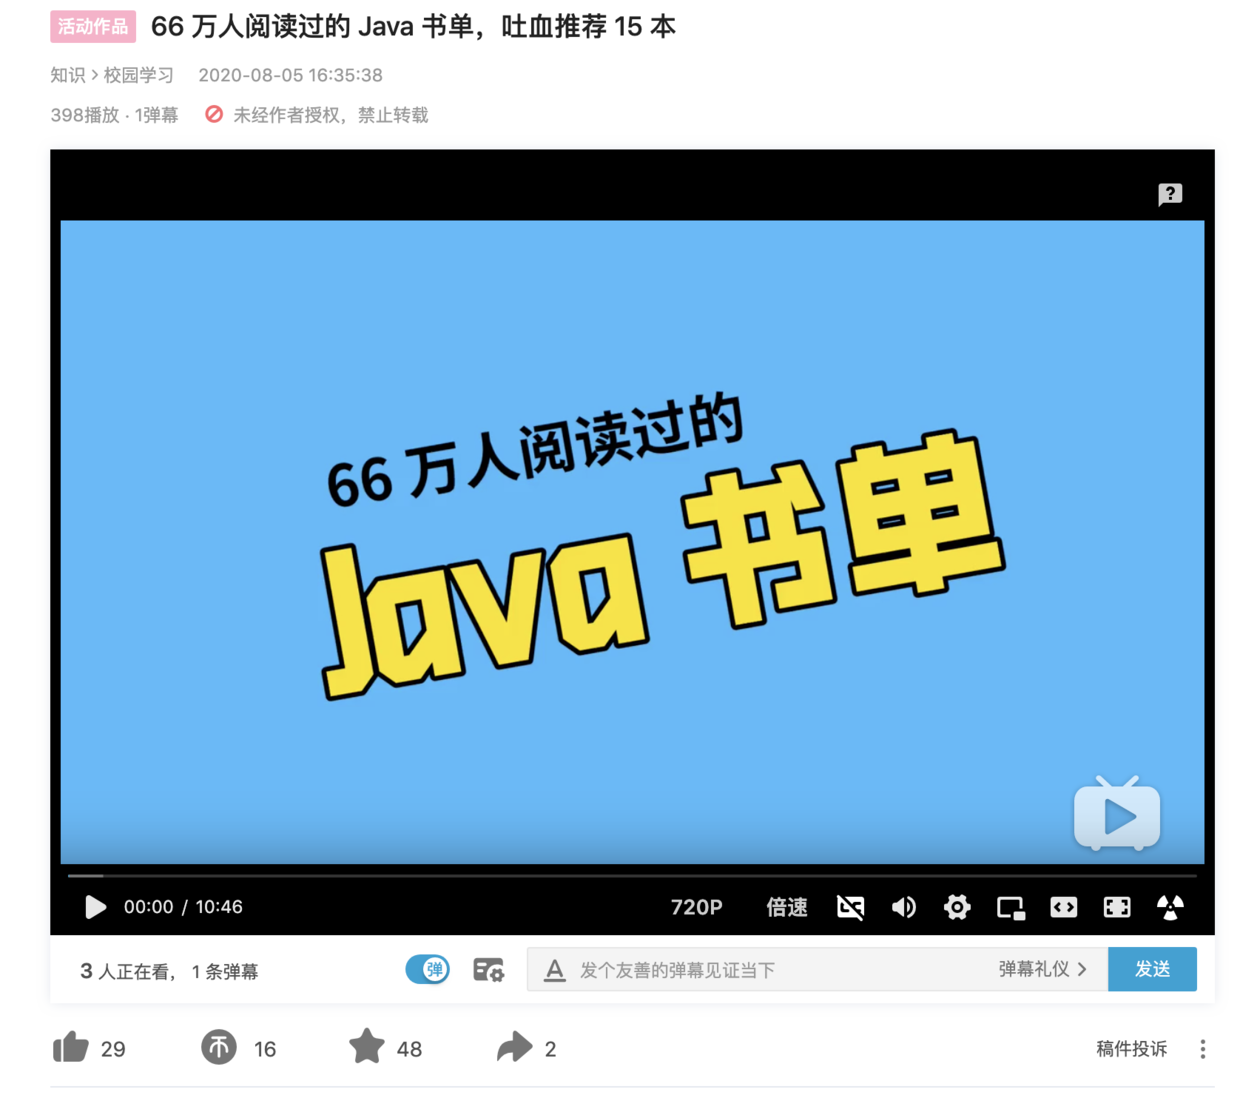 活动作品 66 万人阅读过的 Java 书单，吐血推荐 15 本
知识 > 校园学习 2020-08-05 16:35:38
398播放 · 1弹幕 未经作者授权，禁止转载
?
66 万人阅读过的
Java 书单
00:00 / 10:46 720P 倍速
3 人正在看， 1 条弹幕 弹 A 发个友善的弹幕见证当下 弹幕礼仪 > 发送
29 币 16 48 2 稿件投诉